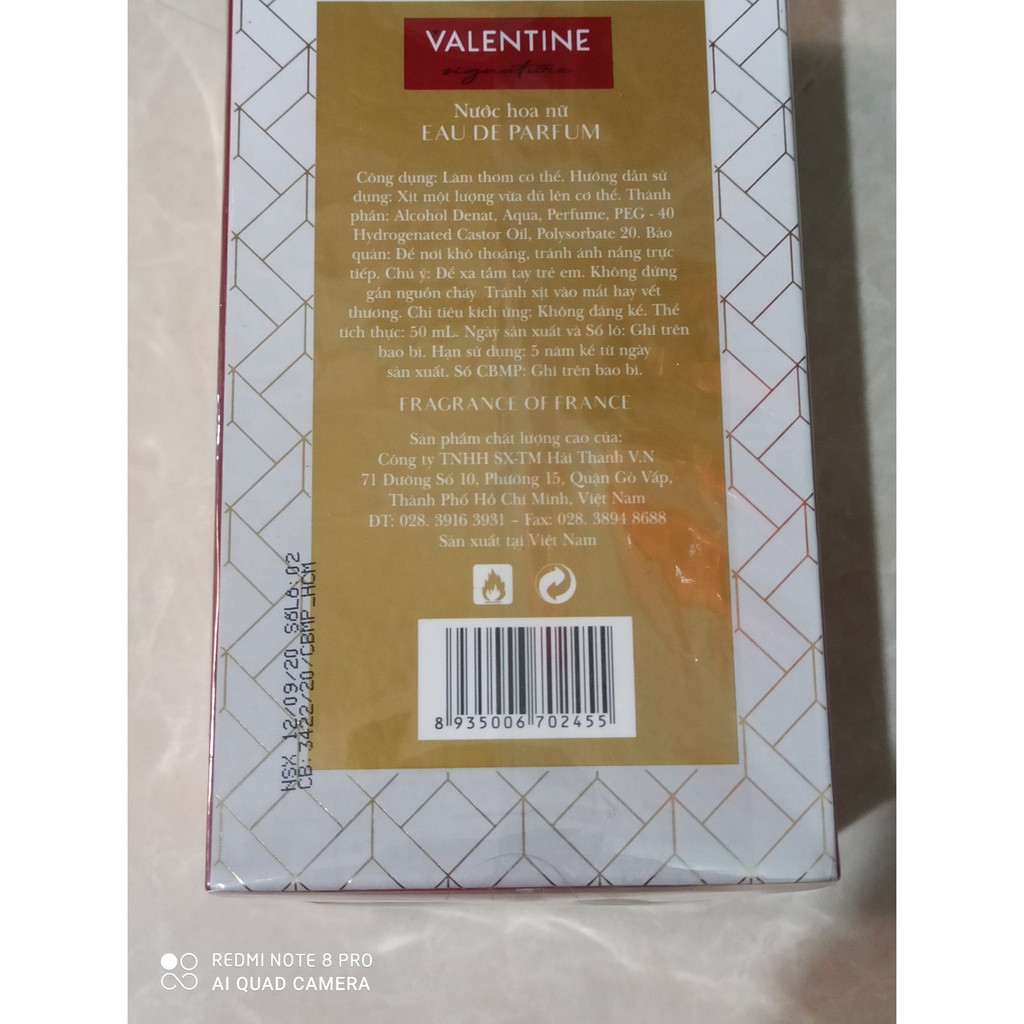 VALENTINE
signature
Nước hoa nữ
EAU DE PARFUM
Công dụng: Làm thơm cơ thể. Hướng dẫn sử
dụng: Xịt một lượng vừa đủ lên cơ thể. Thành
phần: Alcohol Denat, Aqua, Perfume, PEG - 40
Hydrogenated Castor Oil, Polysorbate 20. Bảo
quản: Để nơi khô thoáng, tránh ánh nắng trực
tiếp. Chú ý: Để xa tầm tay trẻ em. Không đứng
gần nguồn cháy. Tránh xịt vào mắt hay vết
thương. Chỉ tiêu kích ứng: Không đáng kể. Thể
tích thực: 50 mL. Ngày sản xuất và Số lô: Ghi trên
bao bì. Hạn sử dụng: 5 năm kể từ ngày
sản xuất. Số CBMP: Ghi trên bao bì.
FRAGRANCE OF FRANCE
Sản phẩm chất lượng cao của:
Công ty TNHH SX-TM Hải Thanh V.N
71 Đường Số 10, Phường 15, Quận Gò Vấp,
Thành Phố Hồ Chí Minh, Việt Nam
ĐT: 028. 3916 3931 – Fax: 028. 3894 8688
Sản xuất tại Việt Nam
NSX 12/09/20 SốLô:02
CB: 3422/20/CBMP_HCM
8 935006 702455
REDMI NOTE 8 PRO
AI QUAD CAMERA